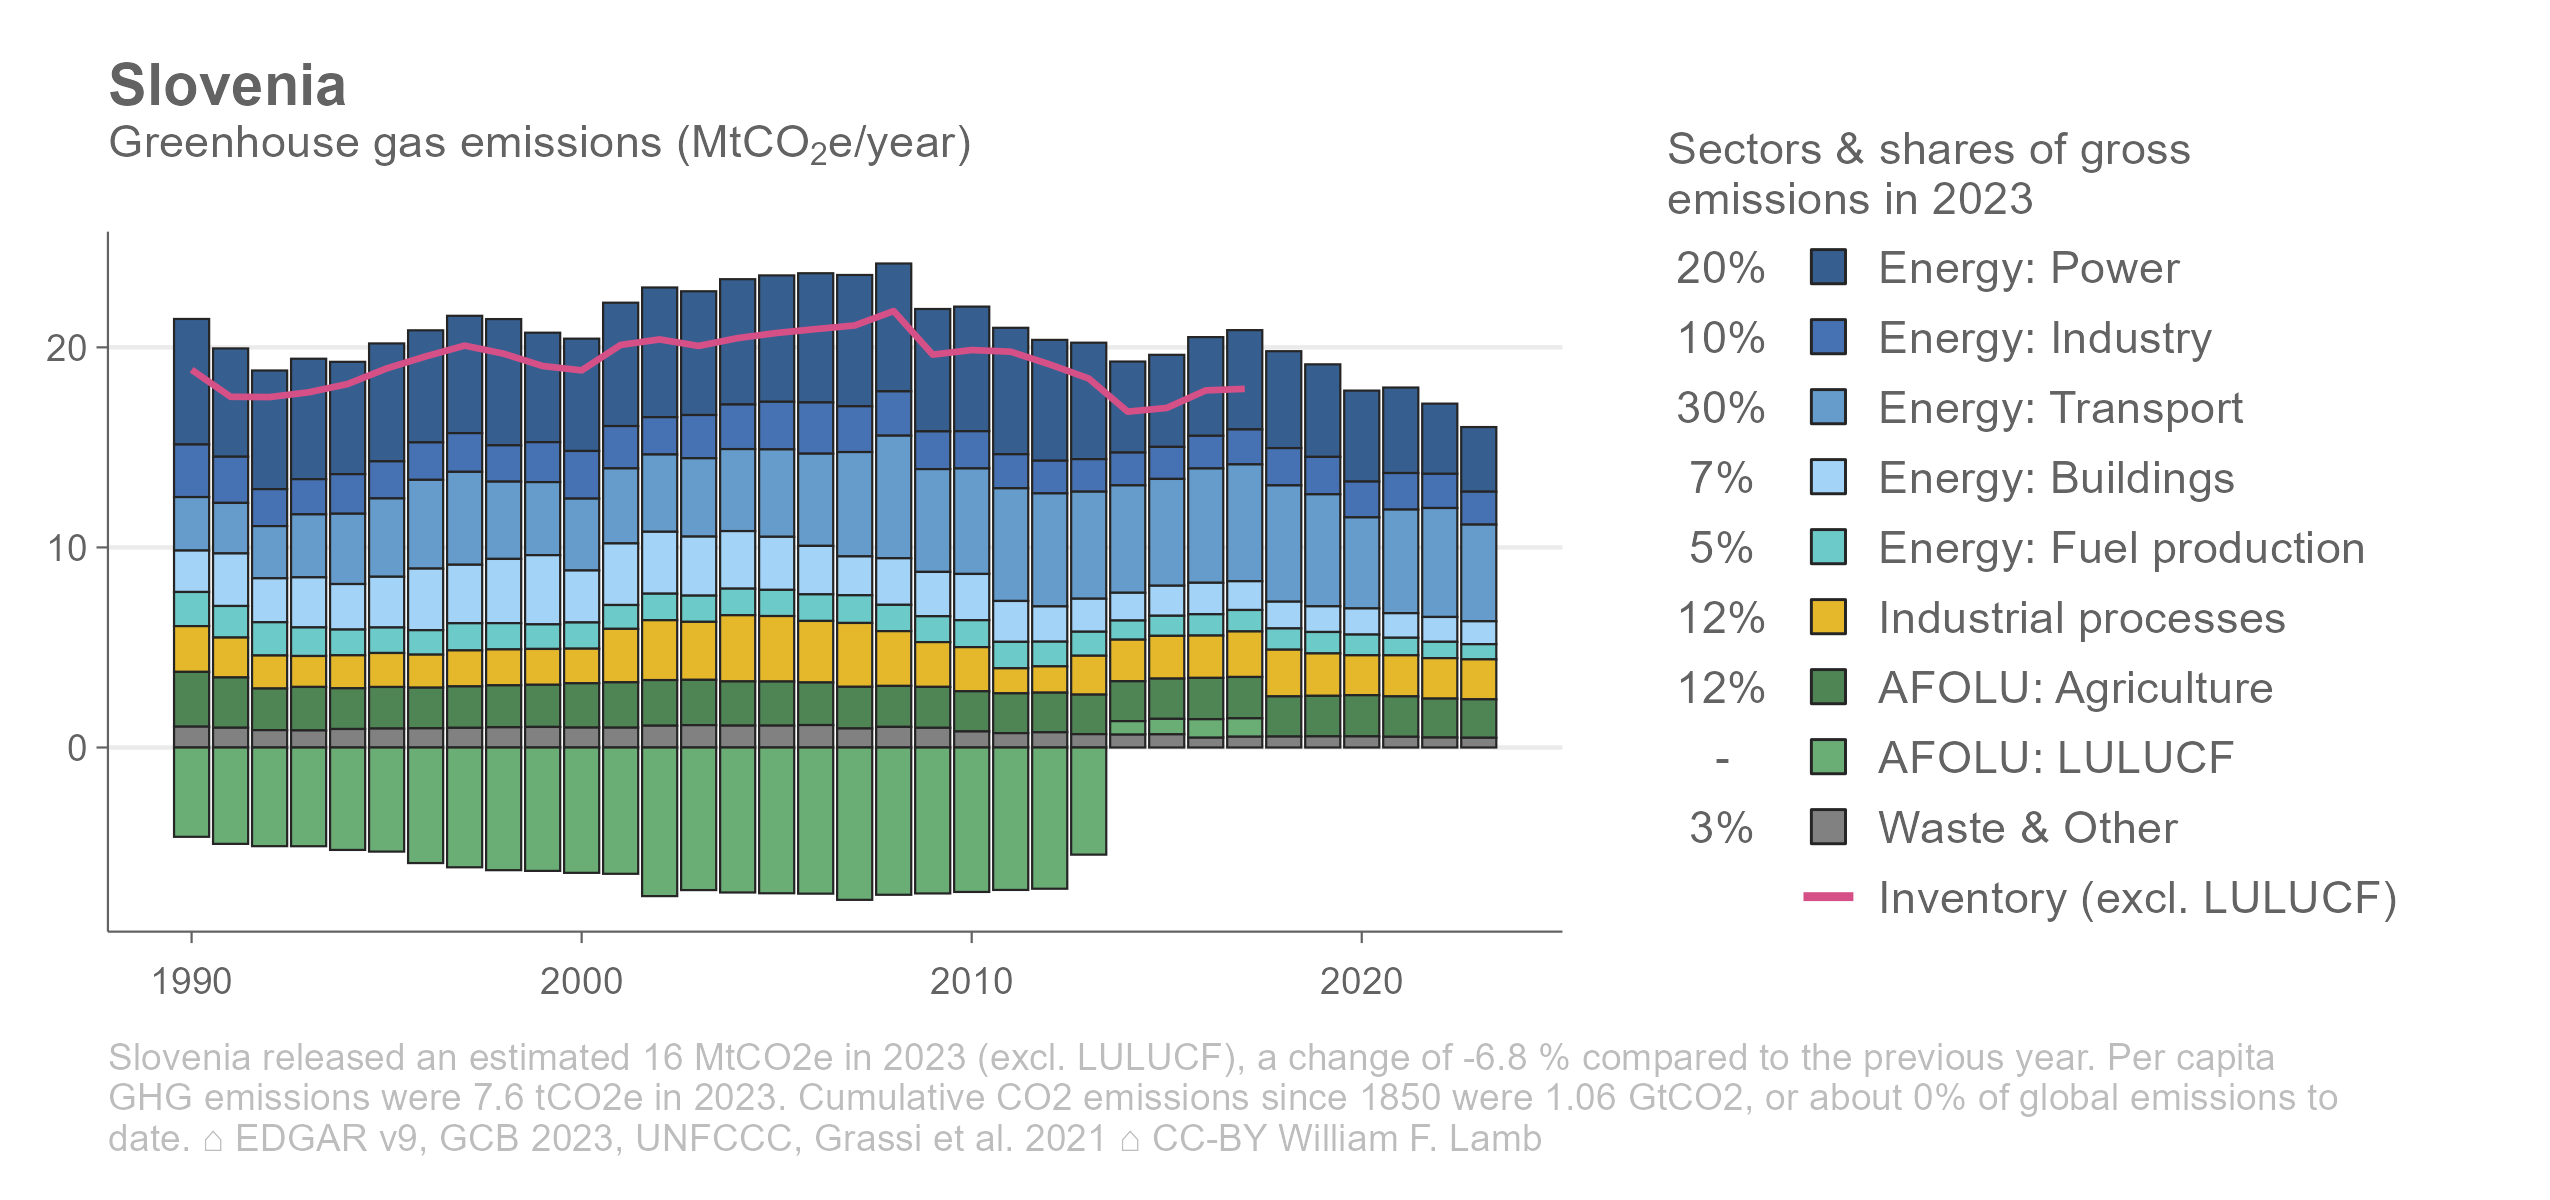 Slovenia
Greenhouse gas emissions (MtCO₂e/year)
20
10
0
1990 2000 2010 2020
Sectors & shares of gross
emissions in 2023
20% Energy: Power
10% Energy: Industry
30% Energy: Transport
7% Energy: Buildings
5% Energy: Fuel production
12% Industrial processes
12% AFOLU: Agriculture
- AFOLU: LULUCF
3% Waste & Other
Inventory (excl. LULUCF)
Slovenia released an estimated 16 MtCO2e in 2023 (excl. LULUCF), a change of -6.8 % compared to the previous year. Per capita
GHG emissions were 7.6 tCO2e in 2023. Cumulative CO2 emissions since 1850 were 1.06 GtCO2, or about 0% of global emissions to
date. ⌂ EDGAR v9, GCB 2023, UNFCCC, Grassi et al. 2021 ⌂ CC-BY William F. Lamb